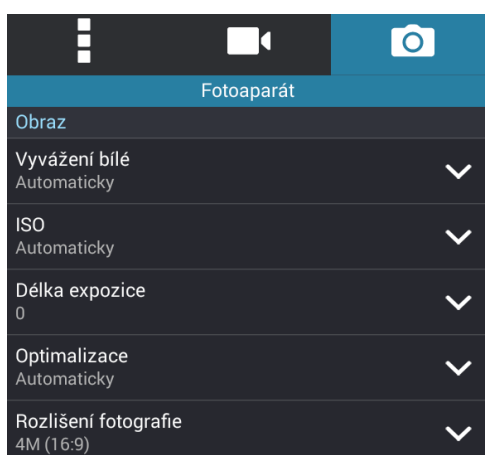 Fotoaparát
Obraz
Vyvážení bílé
Automaticky
ISO
Automaticky
Délka expozice
0
Optimalizace
Automaticky
Rozlišení fotografie
4M (16:9)